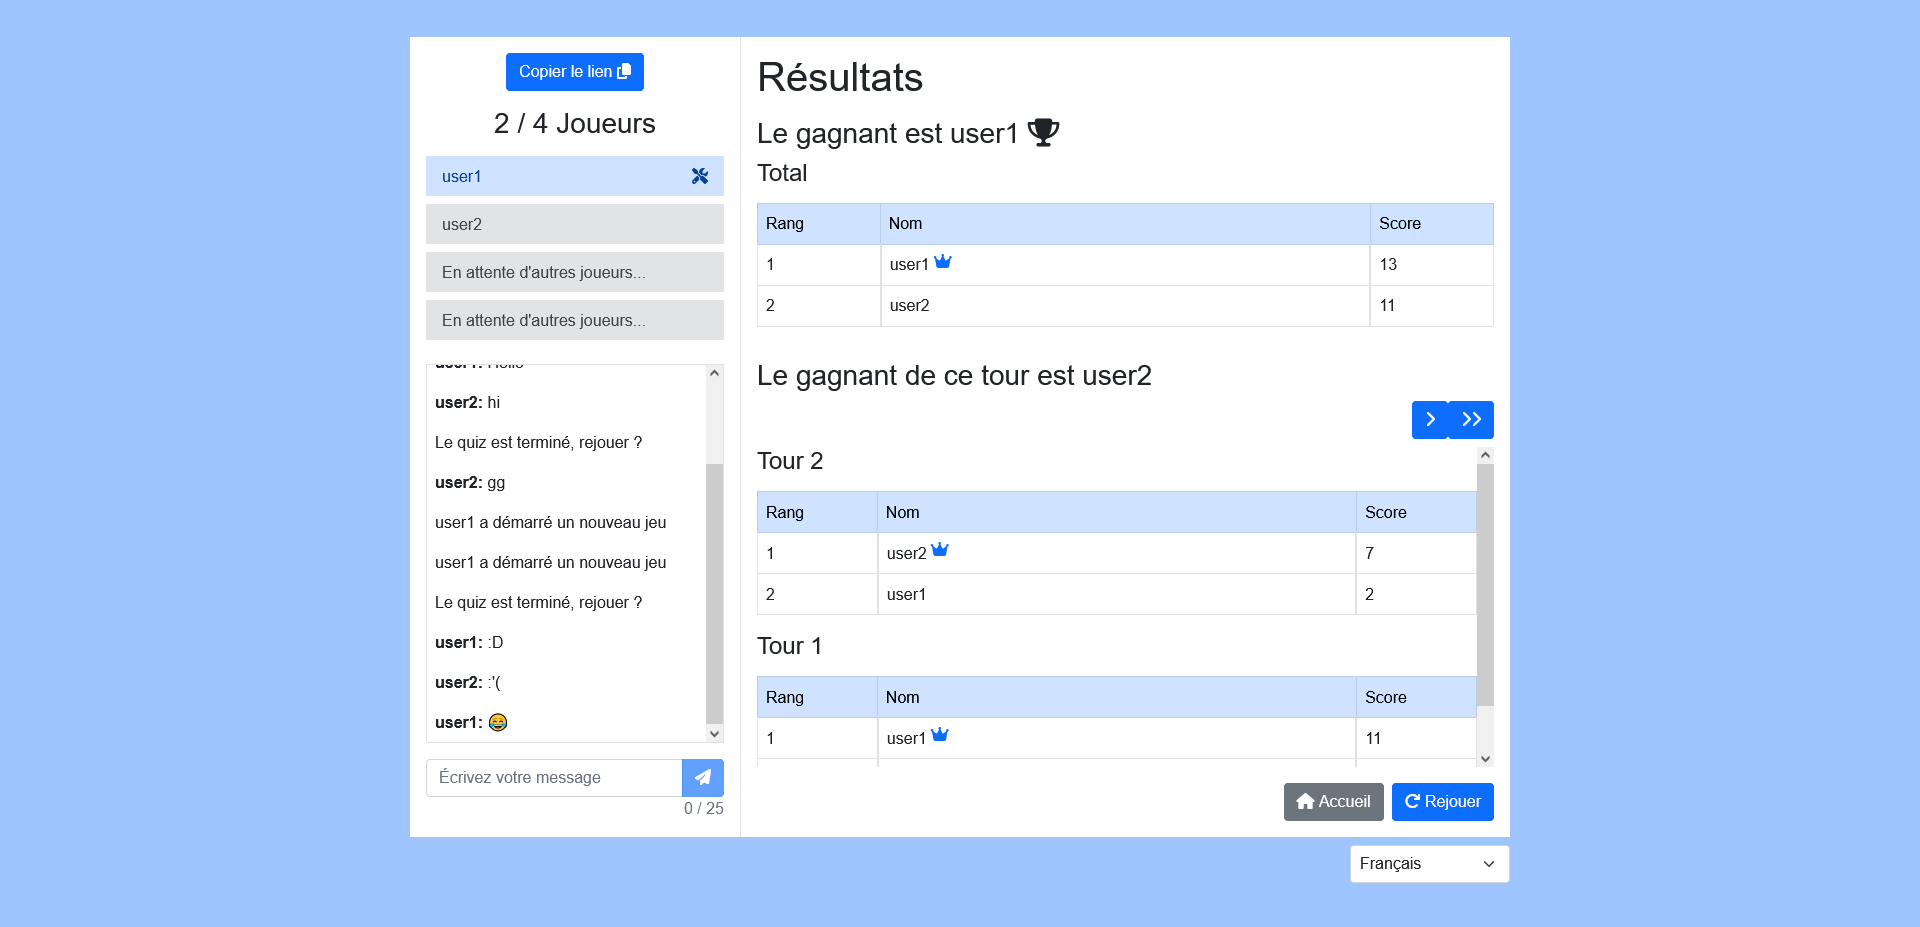 Copier le lien
2 / 4 Joueurs
user1
user2
En attente d'autres joueurs...
En attente d'autres joueurs...
user1: Hello
user2: hi
Le quiz est terminé, rejouer ?
user2: gg
user1 a démarré un nouveau jeu
user1 a démarré un nouveau jeu
Le quiz est terminé, rejouer ?
user1: :D
user2: :'(
user1: 😂
Écrivez votre message
0 / 25
Résultats
Le gagnant est user1
Total
Rang Nom Score
1 user1 13
2 user2 11
Le gagnant de ce tour est user2
Tour 2
Rang Nom Score
1 user2 7
2 user1 2
Tour 1
Rang Nom Score
1 user1 11
Accueil Rejouer
Français